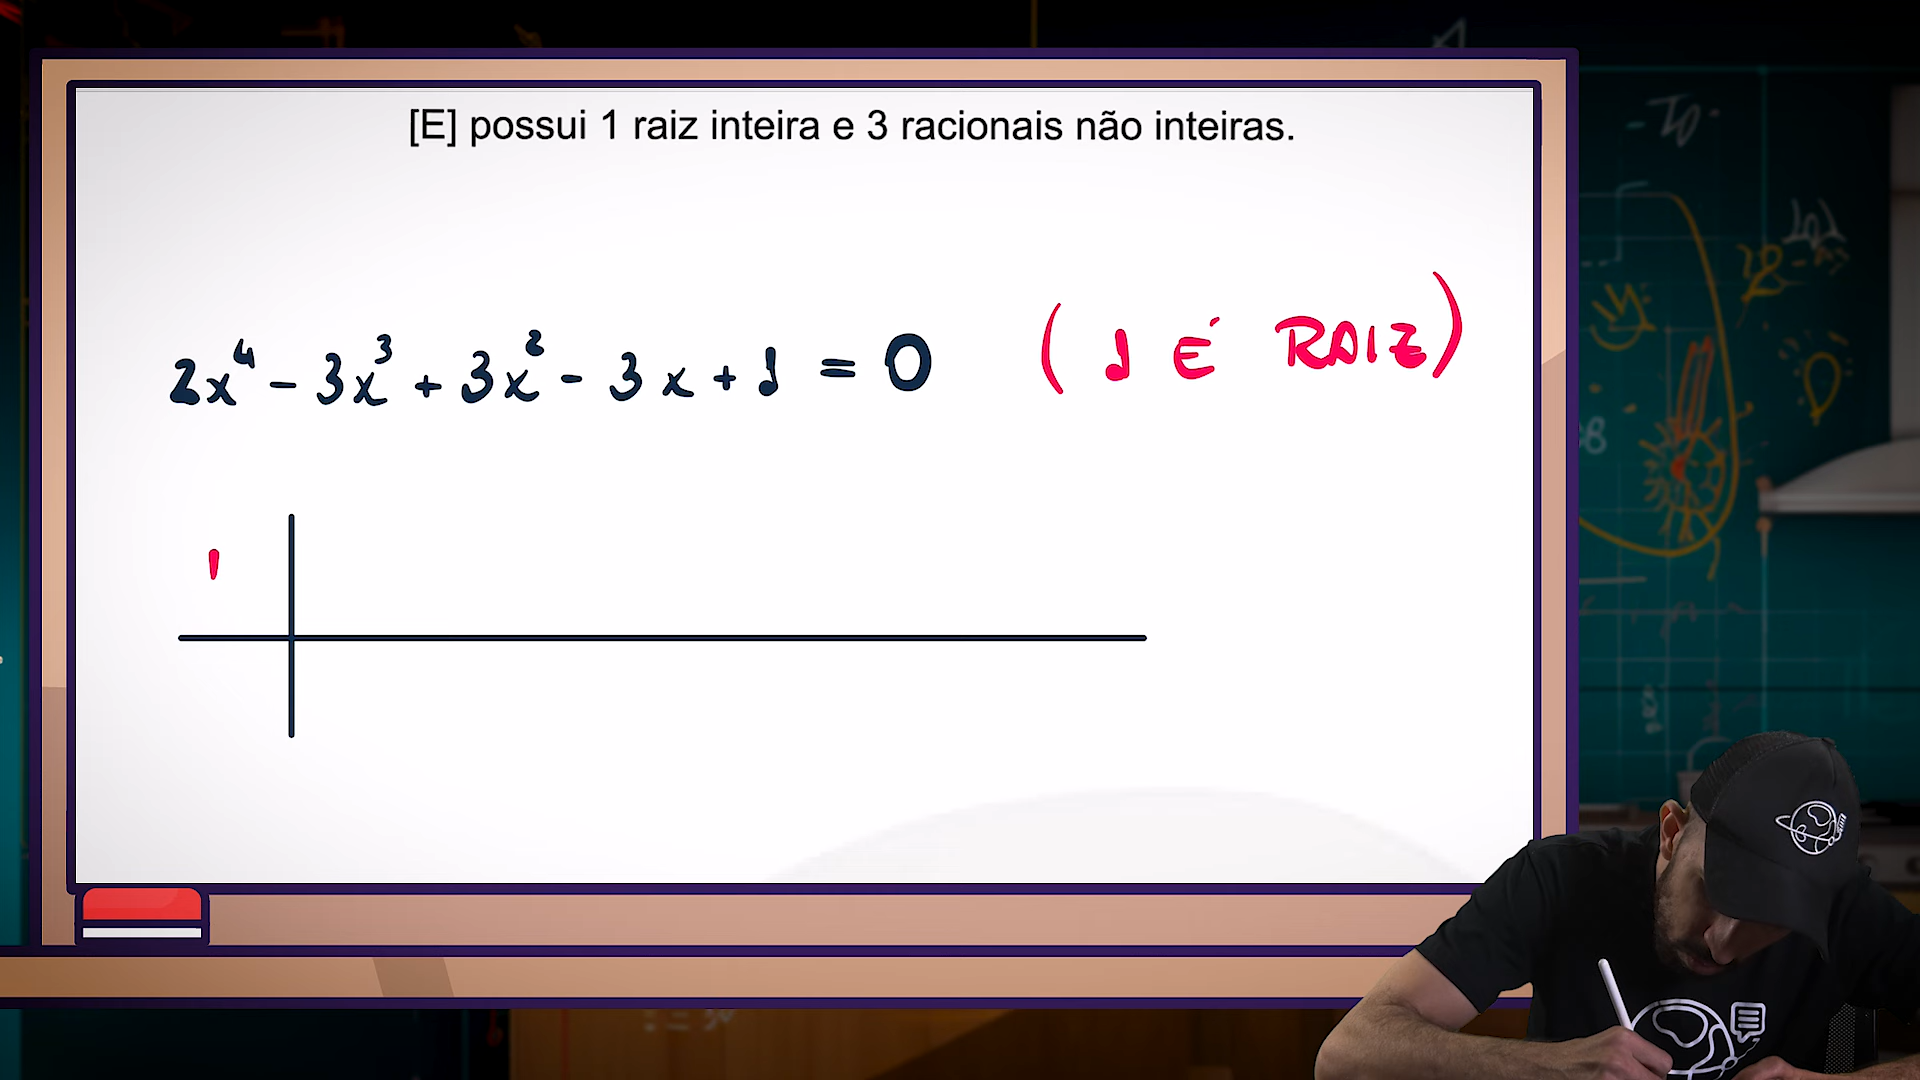 [E] possui 1 raiz inteira e 3 racionais não inteiras.
2x⁴ - 3x³ + 3x² - 3x + 1 = 0 (1 É RAIZ)
1